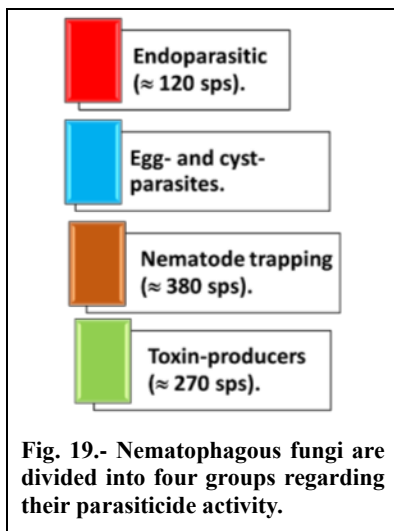 Endoparasitic
(≈ 120 sps).
Egg- and cyst-
parasites.
Nematode trapping
(≈ 380 sps).
Toxin-producers
(≈ 270 sps).
Fig. 19.- Nematophagous fungi are
divided into four groups regarding
their parasiticide activity.